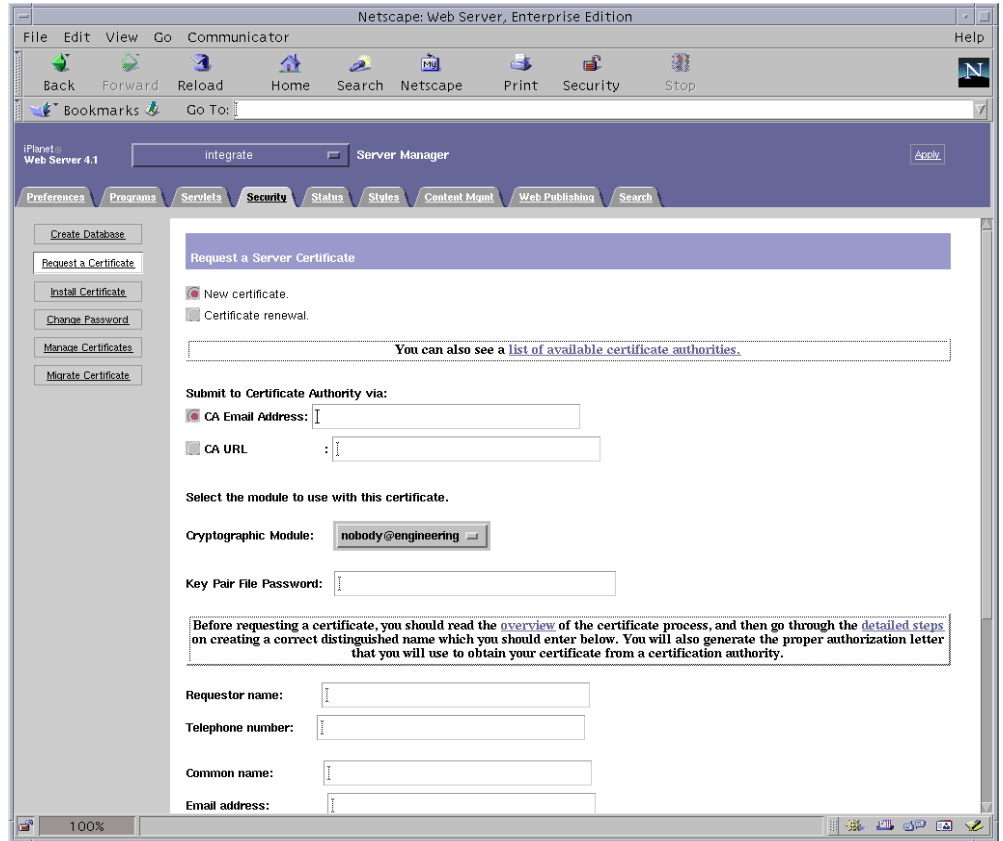 Netscape: Web Server, Enterprise Edition
File Edit View Go Communicator Help
Back Forward Reload Home Search Netscape Print Security Stop
My
N
Bookmarks Go To:
iPlanet
Web Server 4.1
integrate
Server Manager
Apply
Preferences Programs Servlets Security Status Styles Content Mgmt Web Publishing Search
Create Database
Request a Certificate
Install Certificate
Change Password
Manage Certificates
Migrate Certificate
Request a Server Certificate
New certificate.
Certificate renewal.
You can also see a list of available certificate authorities.
Submit to Certificate Authority via:
CA Email Address:
CA URL :
Select the module to use with this certificate.
Cryptographic Module: nobody@engineering
Key Pair File Password:
Before requesting a certificate, you should read the overview of the certificate process, and then go through the detailed steps
on creating a correct distinguished name which you should enter below. You will also generate the proper authorization letter
that you will use to obtain your certificate from a certification authority.
Requestor name:
Telephone number:
Common name:
Email address:
100%